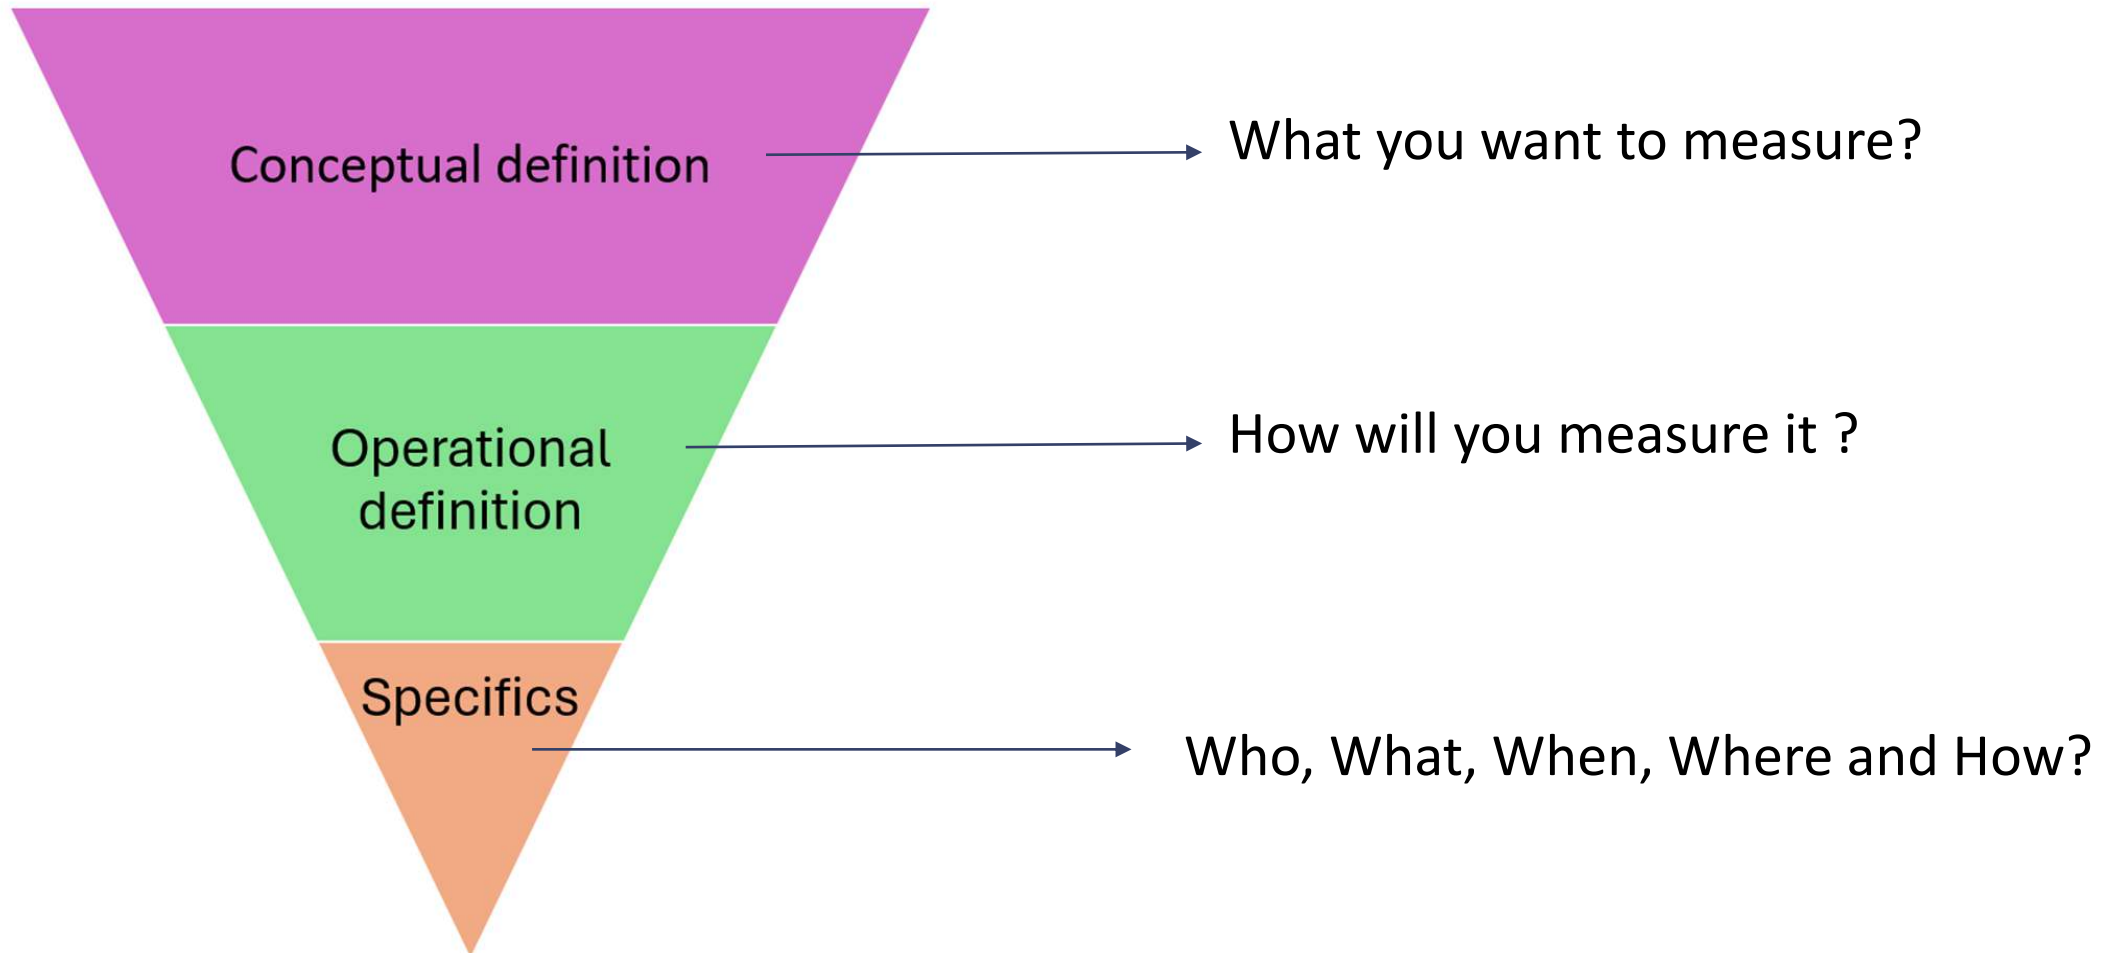 Conceptual definition
What you want to measure?
Operational
definition
How will you measure it ?
Specifics
Who, What, When, Where and How?